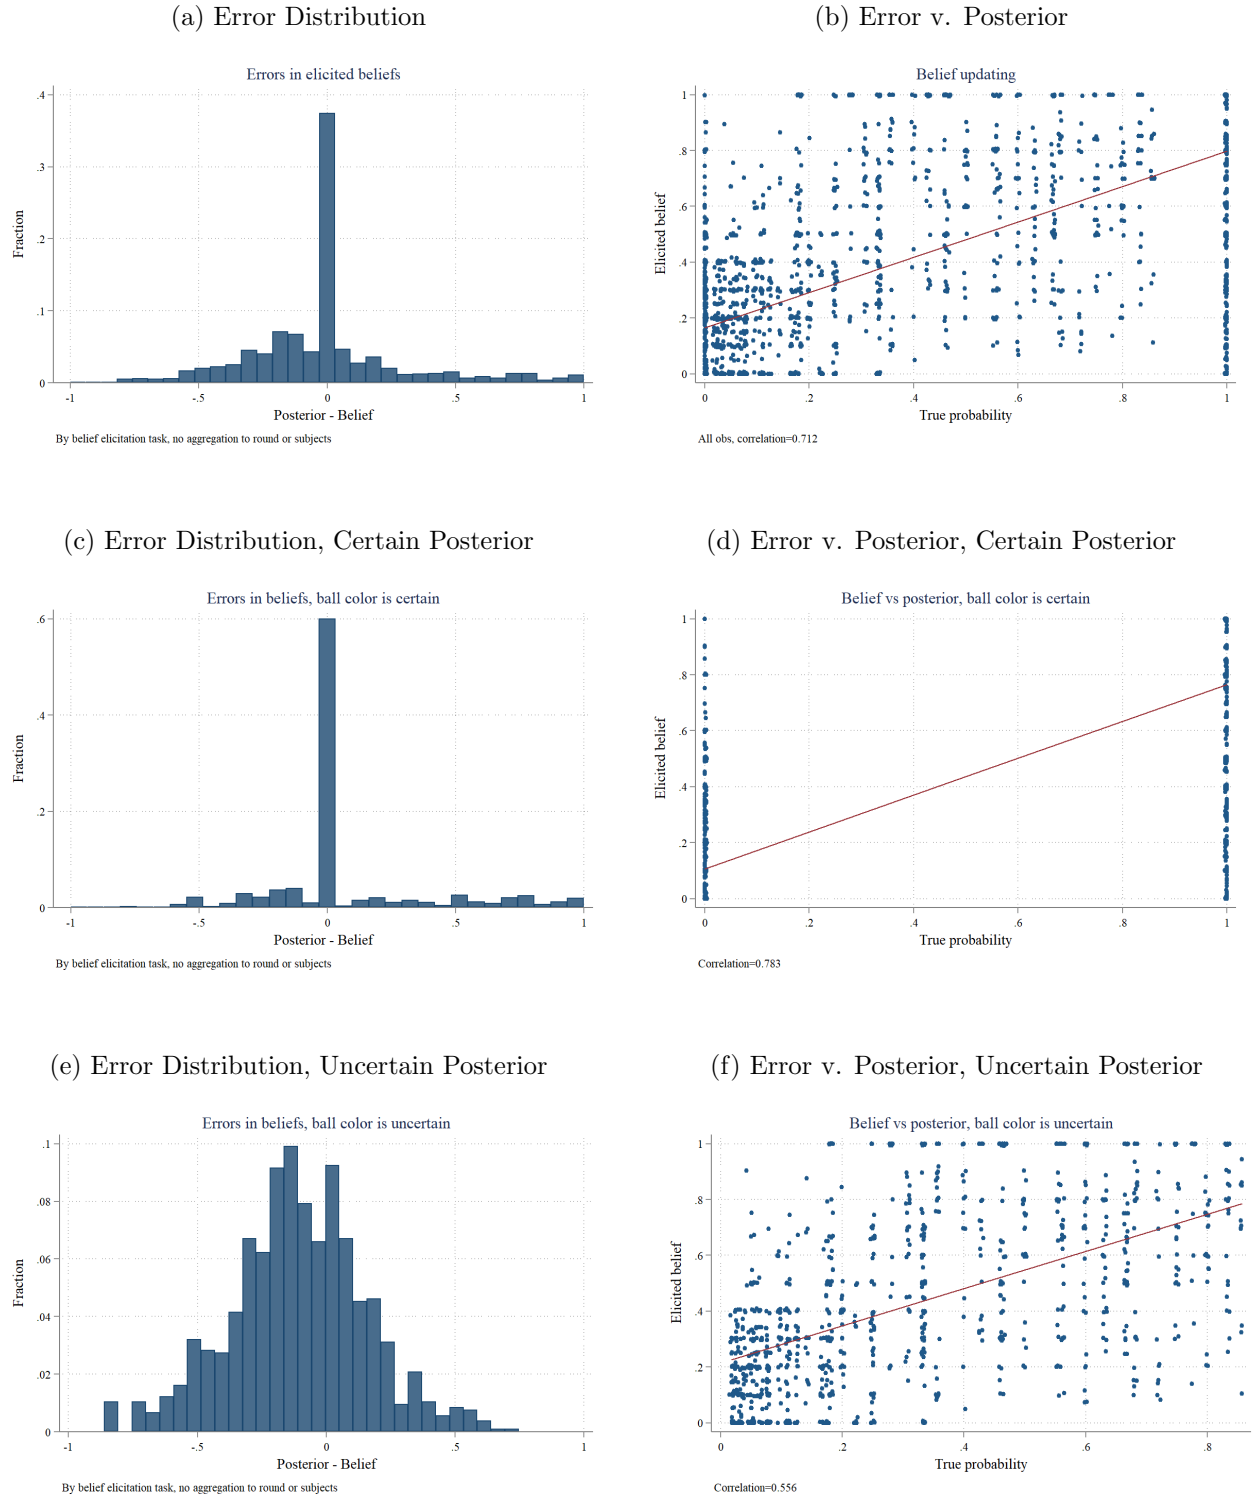 (a) Error Distribution
Errors in elicited beliefs
.4
.3
.2
.1
0
Fraction
-1
-.5
0
.5
1
Posterior - Belief
By belief elicitation task, no aggregation to round or subjects
(b) Error v. Posterior
Belief updating
1
.8
.6
.4
.2
0
Elicited belief
0
.2
.4
.6
.8
1
True probability
All obs, correlation=0.712
(c) Error Distribution, Certain Posterior
Errors in beliefs, ball color is certain
.6
.4
.2
0
Fraction
-1
-.5
0
.5
1
Posterior - Belief
By belief elicitation task, no aggregation to round or subjects
(d) Error v. Posterior, Certain Posterior
Belief vs posterior, ball color is certain
1
.8
.6
.4
.2
0
Elicited belief
0
.2
.4
.6
.8
1
True probability
Correlation=0.783
(e) Error Distribution, Uncertain Posterior
Errors in beliefs, ball color is uncertain
.1
.08
.06
.04
.02
0
Fraction
-1
-.5
0
.5
1
Posterior - Belief
By belief elicitation task, no aggregation to round or subjects
(f) Error v. Posterior, Uncertain Posterior
Belief vs posterior, ball color is uncertain
1
.8
.6
.4
.2
0
Elicited belief
0
.2
.4
.6
.8
True probability
Correlation=0.556